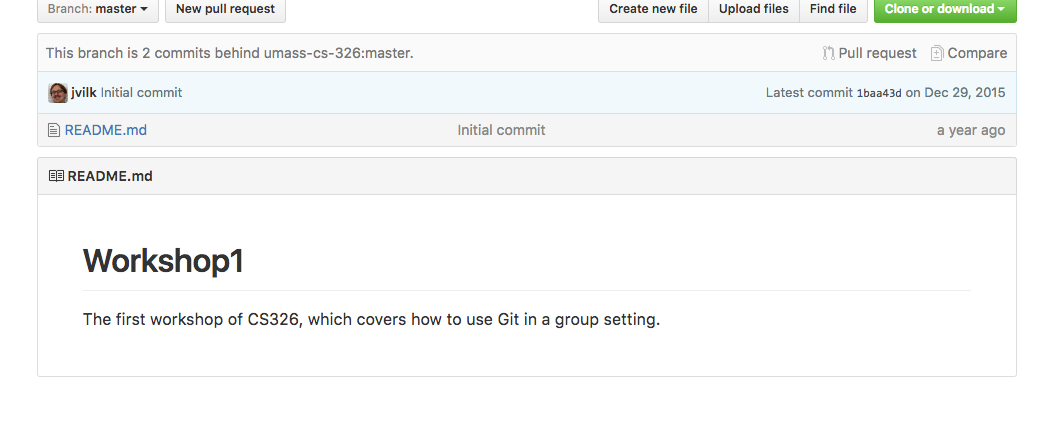 Branch: master New pull request Create new file Upload files Find file Clone or download
This branch is 2 commits behind umass-cs-326:master. Pull request Compare
jvilk Initial commit Latest commit 1baa43d on Dec 29, 2015
README.md Initial commit a year ago
README.md
Workshop1
The first workshop of CS326, which covers how to use Git in a group setting.